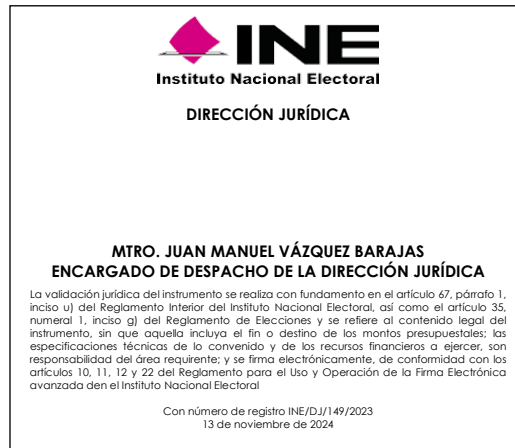 INE
Instituto Nacional Electoral
DIRECCIÓN JURÍDICA
MTRO. JUAN MANUEL VÁZQUEZ BARAJAS
ENCARGADO DE DESPACHO DE LA DIRECCIÓN JURÍDICA
La validación jurídica del instrumento se realiza con fundamento en el artículo 67, párrafo 1,
inciso u) del Reglamento Interior del Instituto Nacional Electoral, así como el artículo 35,
numeral 1, inciso g) del Reglamento de Elecciones y se refiere al contenido legal del
instrumento, sin que aquella incluya el fin o destino de los montos presupuestales; las
especificaciones técnicas de lo convenido y de los recursos financieros a ejercer, son
responsabilidad del área requirente; y se firma electrónicamente, de conformidad con los
artículos 10, 11, 12 y 22 del Reglamento para el Uso y Operación de la Firma Electrónica
avanzada den el Instituto Nacional Electoral
Con número de registro INE/DJ/149/2023
13 de noviembre de 2024